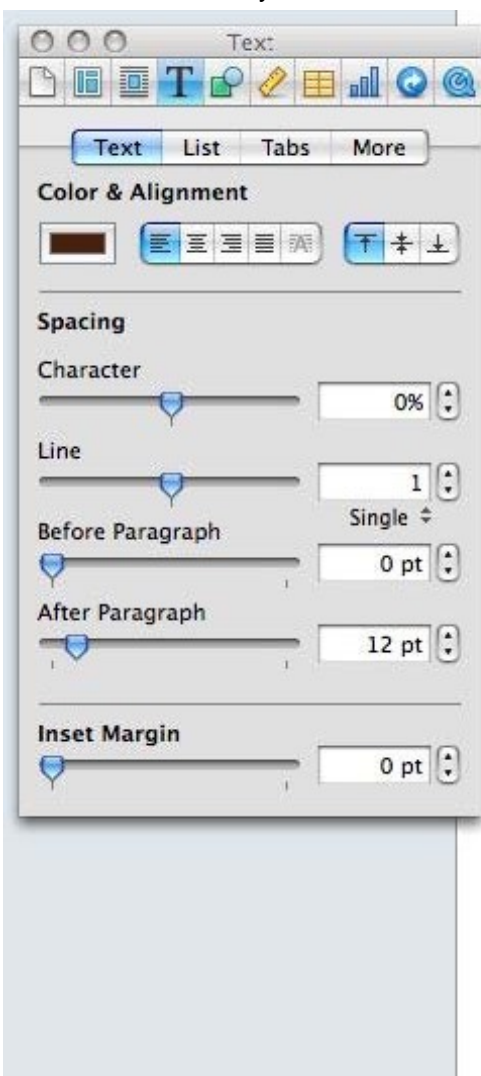 Text
T
Text List Tabs More
Color & Alignment
A
Spacing
Character
0%
Line
1
Single
Before Paragraph
0 pt
After Paragraph
12 pt
Inset Margin
0 pt